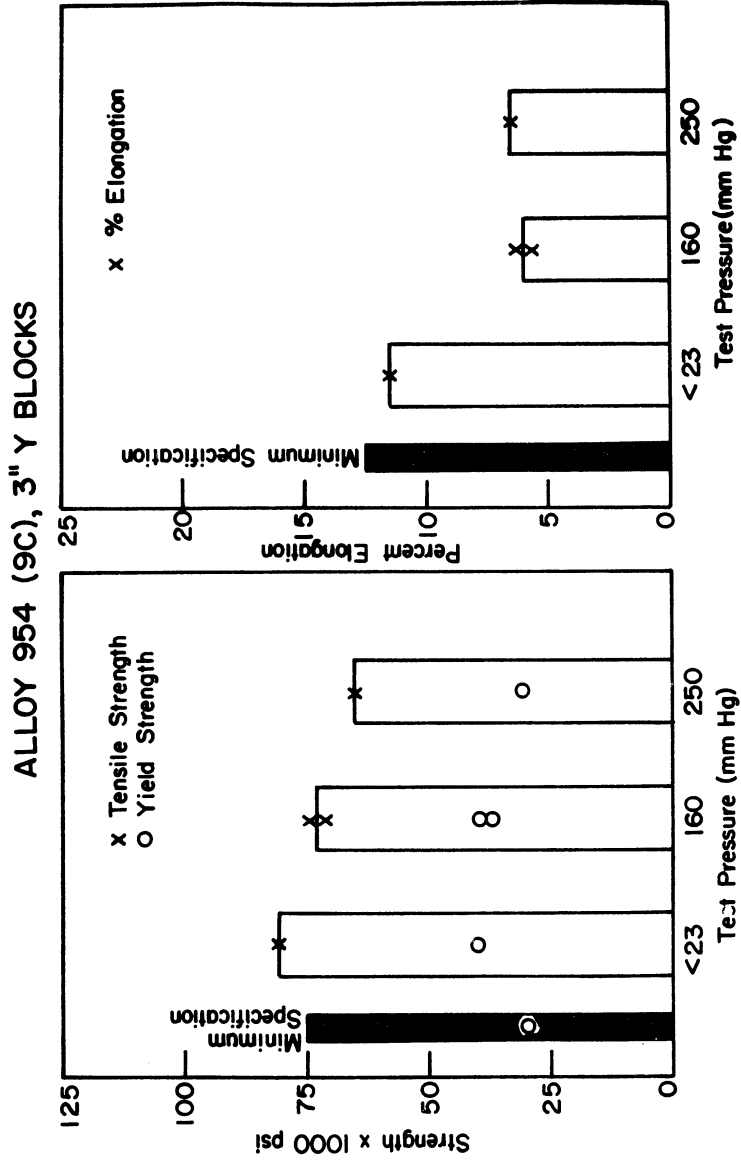 ALLOY 954 (9C), 3" Y BLOCKS
Strength x 1000 psi
125
100
75
50
25
0
Minimum
Specification
x Tensile Strength
O Yield Strength
<23
160
250
Test Pressure (mm Hg)
Percent Elongation
25
20
15
10
5
0
Minimum Specification
x % Elongation
<23
160
250
Test Pressure (mm Hg)